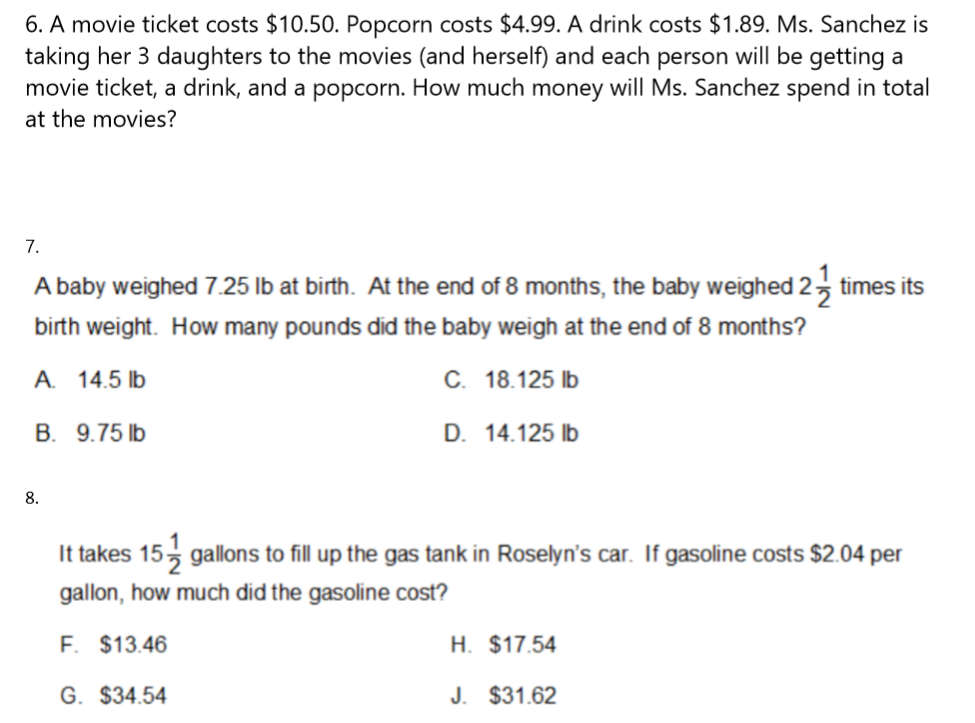 6. A movie ticket costs $10.50. Popcorn costs $4.99. A drink costs $1.89. Ms. Sanchez is
taking her 3 daughters to the movies (and herself) and each person will be getting a
movie ticket, a drink, and a popcorn. How much money will Ms. Sanchez spend in total
at the movies?
7.
A baby weighed 7.25 lb at birth. At the end of 8 months, the baby weighed 2 1/2 times its
birth weight. How many pounds did the baby weigh at the end of 8 months?
A. 14.5 lb C. 18.125 lb
B. 9.75 lb D. 14.125 lb
8.
It takes 15 1/2 gallons to fill up the gas tank in Roselyn's car. If gasoline costs $2.04 per
gallon, how much did the gasoline cost?
F. $13.46 H. $17.54
G. $34.54 J. $31.62